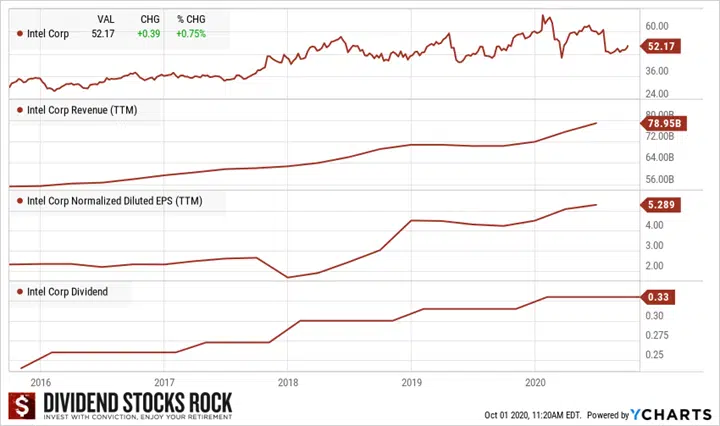 VAL CHG % CHG
Intel Corp 52.17 +0.39 +0.75%
60.00
52.17
36.00
24.00
Intel Corp Revenue (TTM)
80.00B
78.95B
72.00B
64.00B
56.00B
Intel Corp Normalized Diluted EPS (TTM)
5.289
4.00
3.00
2.00
Intel Corp Dividend
0.33
0.30
0.275
0.25
2016 2017 2018 2019 2020
$ DIVIDEND STOCKS ROCK
INVEST WITH CONVICTION, ENJOY YOUR RETIREMENT
Oct 01 2020, 11:20AM EDT. Powered by YCHARTS